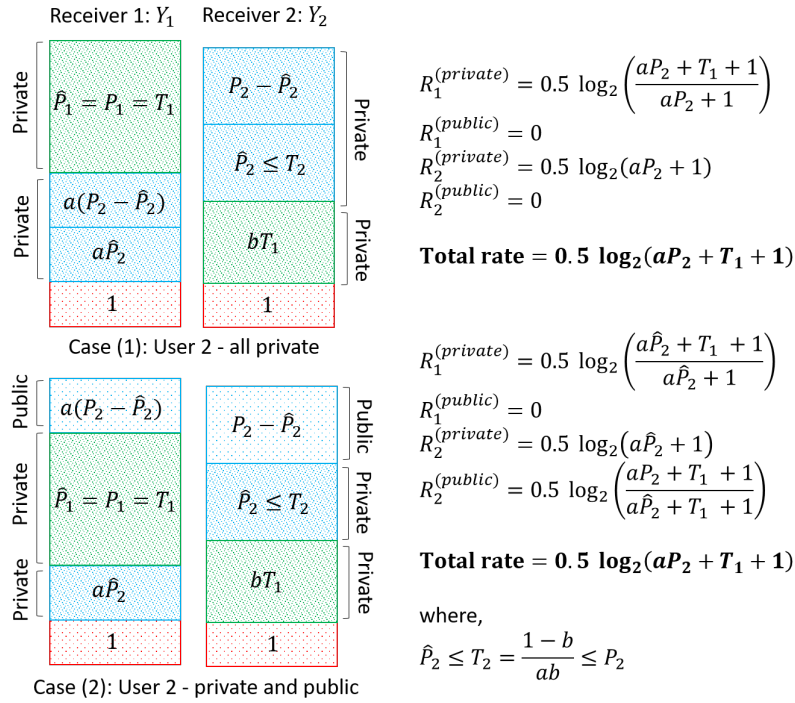 Receiver 1: Y₁ Receiver 2: Y₂
Private
P̂₁ = P₁ = T₁
Private
a(P₂ − P̂₂)
aP̂₂
1
P₂ − P̂₂
P̂₂ ≤ T₂
Private
bT₁
Private
1
Case (1): User 2 - all private
R₁^(private) = 0.5 log₂((aP₂ + T₁ + 1)/(aP₂ + 1))
R₁^(public) = 0
R₂^(private) = 0.5 log₂(aP₂ + 1)
R₂^(public) = 0
Total rate = 0.5 log₂(aP₂ + T₁ + 1)
Public
a(P₂ − P̂₂)
Private
P̂₁ = P₁ = T₁
Private
aP̂₂
1
P₂ − P̂₂
Public
P̂₂ ≤ T₂
Private
bT₁
Private
1
Case (2): User 2 - private and public
R₁^(private) = 0.5 log₂((aP̂₂ + T₁ + 1)/(aP̂₂ + 1))
R₁^(public) = 0
R₂^(private) = 0.5 log₂(aP̂₂ + 1)
R₂^(public) = 0.5 log₂((aP₂ + T₁ + 1)/(aP̂₂ + T₁ + 1))
Total rate = 0.5 log₂(aP₂ + T₁ + 1)
where,
P̂₂ ≤ T₂ = (1 − b)/(ab) ≤ P₂